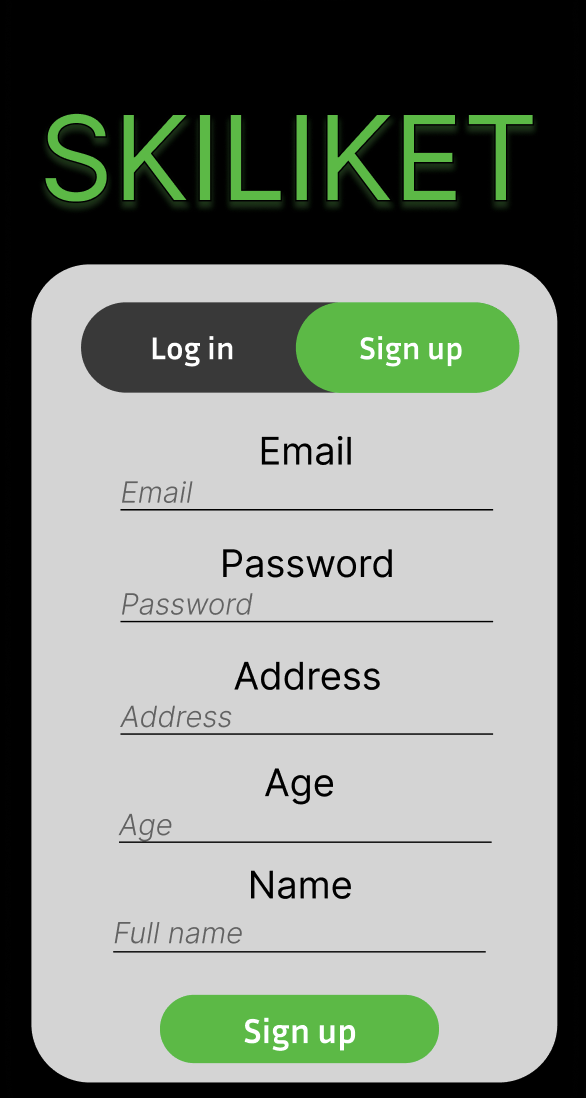 SKILIKET
Log in Sign up
Email
Email
Password
Password
Address
Address
Age
Age
Name
Full name
Sign up